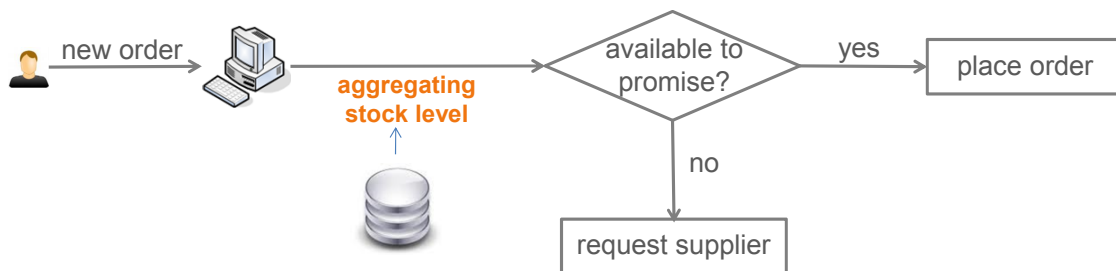 new order
aggregating
stock level
available to
promise?
yes
place order
no
request supplier